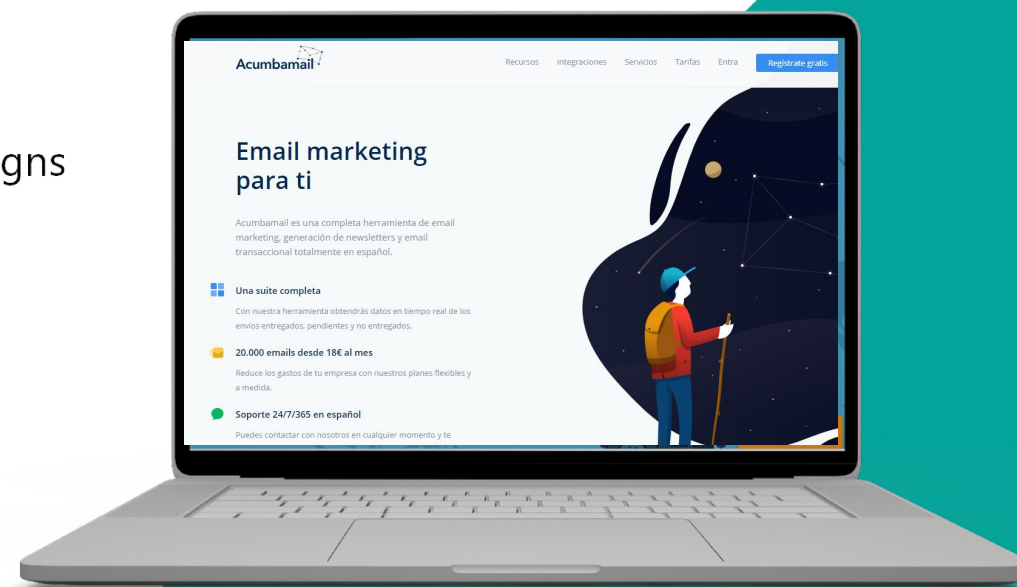 gns
Acumbamail
Recursos Integraciones Servicios Tarifas Entra Regístrate gratis
Email marketing
para ti
Acumbamail es una completa herramienta de email
marketing, generación de newsletters y email
transaccional totalmente en español.
Una suite completa
Con nuestra herramienta obtendrás datos en tiempo real de los
envíos entregados, pendientes y no entregados.
20.000 emails desde 18€ al mes
Reduce los gastos de tu empresa con nuestros planes flexibles y
a medida.
Soporte 24/7/365 en español
Puedes contactar con nosotros en cualquier momento y te